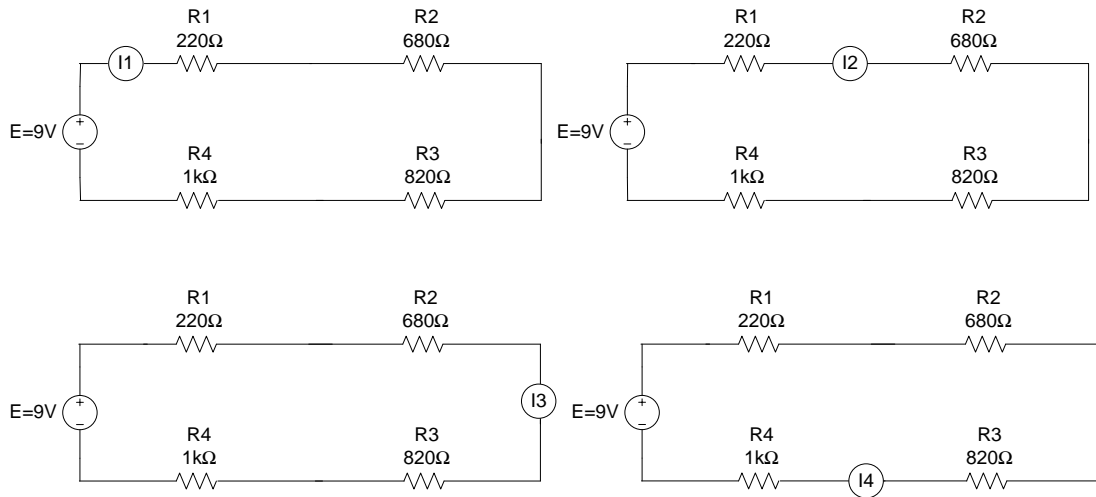 R1
220Ω
R2
680Ω
I1
E=9V
+
−
R4
1kΩ
R3
820Ω
R1
220Ω
R2
680Ω
I2
E=9V
+
−
R4
1kΩ
R3
820Ω
R1
220Ω
R2
680Ω
I3
E=9V
+
−
R4
1kΩ
R3
820Ω
R1
220Ω
R2
680Ω
E=9V
+
−
R4
1kΩ
R3
820Ω
I4